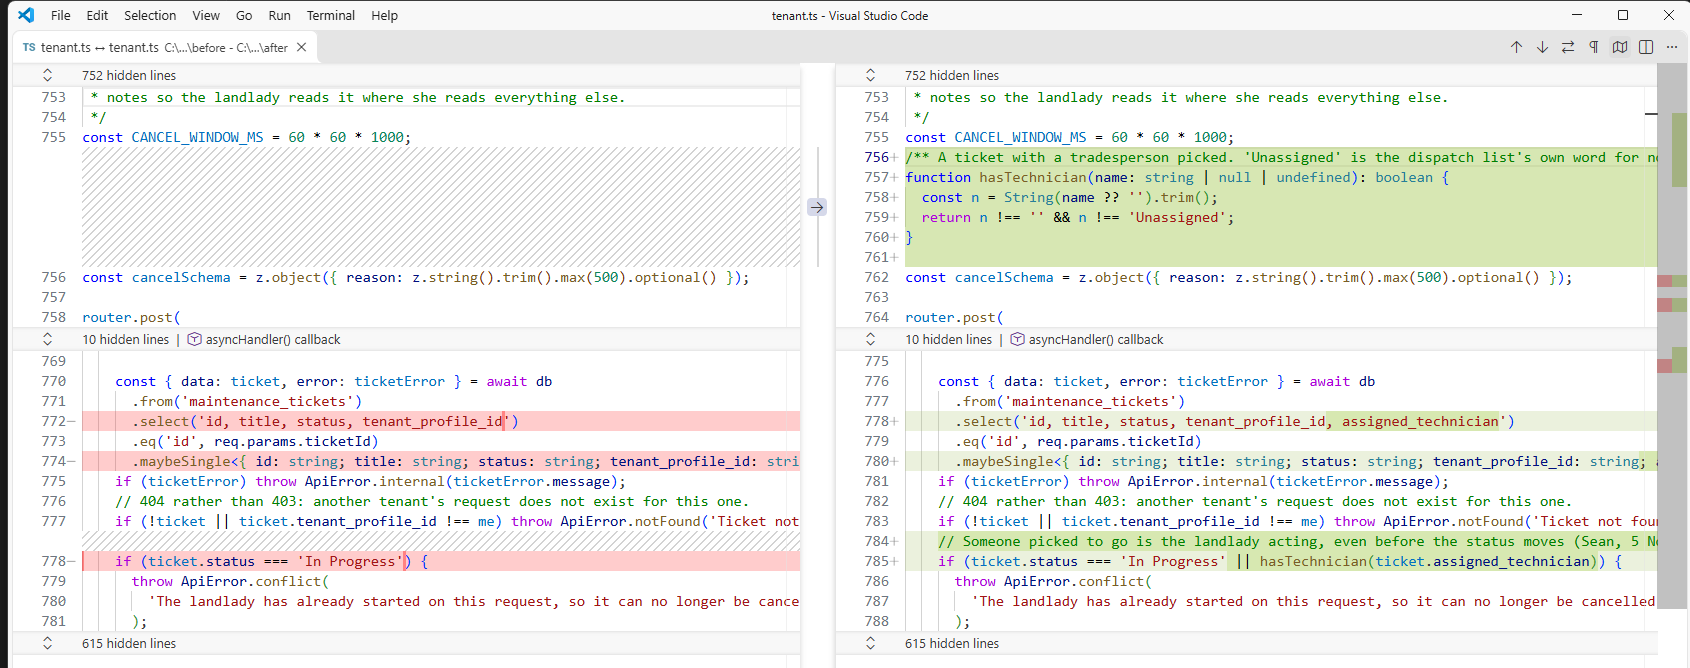 File Edit Selection View Go Run Terminal Help
tenant.ts - Visual Studio Code
TS tenant.ts ↔ tenant.ts C:\...\before - C:\...\after
752 hidden lines
753 * notes so the landlady reads it where she reads everything else.
754 */
755 const CANCEL_WINDOW_MS = 60 * 60 * 1000;
756 const cancelSchema = z.object({ reason: z.string().trim().max(500).optional() });
757
758 router.post(
10 hidden lines | asyncHandler() callback
769
770 const { data: ticket, error: ticketError } = await db
771 .from('maintenance_tickets')
772− .select('id, title, status, tenant_profile_id')
773 .eq('id', req.params.ticketId)
774− .maybeSingle<{ id: string; title: string; status: string; tenant_profile_id: stri
775 if (ticketError) throw ApiError.internal(ticketError.message);
776 // 404 rather than 403: another tenant's request does not exist for this one.
777 if (!ticket || ticket.tenant_profile_id !== me) throw ApiError.notFound('Ticket not
778− if (ticket.status === 'In Progress') {
779 throw ApiError.conflict(
780 'The landlady has already started on this request, so it can no longer be cance
781 );
615 hidden lines
752 hidden lines
753 * notes so the landlady reads it where she reads everything else.
754 */
755 const CANCEL_WINDOW_MS = 60 * 60 * 1000;
756+ /** A ticket with a tradesperson picked. 'Unassigned' is the dispatch list's own word for
757+ function hasTechnician(name: string | null | undefined): boolean {
758+ const n = String(name ?? '').trim();
759+ return n !== '' && n !== 'Unassigned';
760+ }
761+
762 const cancelSchema = z.object({ reason: z.string().trim().max(500).optional() });
763
764 router.post(
10 hidden lines | asyncHandler() callback
775
776 const { data: ticket, error: ticketError } = await db
777 .from('maintenance_tickets')
778+ .select('id, title, status, tenant_profile_id, assigned_technician')
779 .eq('id', req.params.ticketId)
780+ .maybeSingle<{ id: string; title: string; status: string; tenant_profile_id: string;
781 if (ticketError) throw ApiError.internal(ticketError.message);
782 // 404 rather than 403: another tenant's request does not exist for this one.
783 if (!ticket || ticket.tenant_profile_id !== me) throw ApiError.notFound('Ticket not fou
784+ // Someone picked to go is the landlady acting, even before the status moves (Sean, 5
785+ if (ticket.status === 'In Progress' || hasTechnician(ticket.assigned_technician)) {
786 throw ApiError.conflict(
787 'The landlady has already started on this request, so it can no longer be cancelled
788 );
615 hidden lines